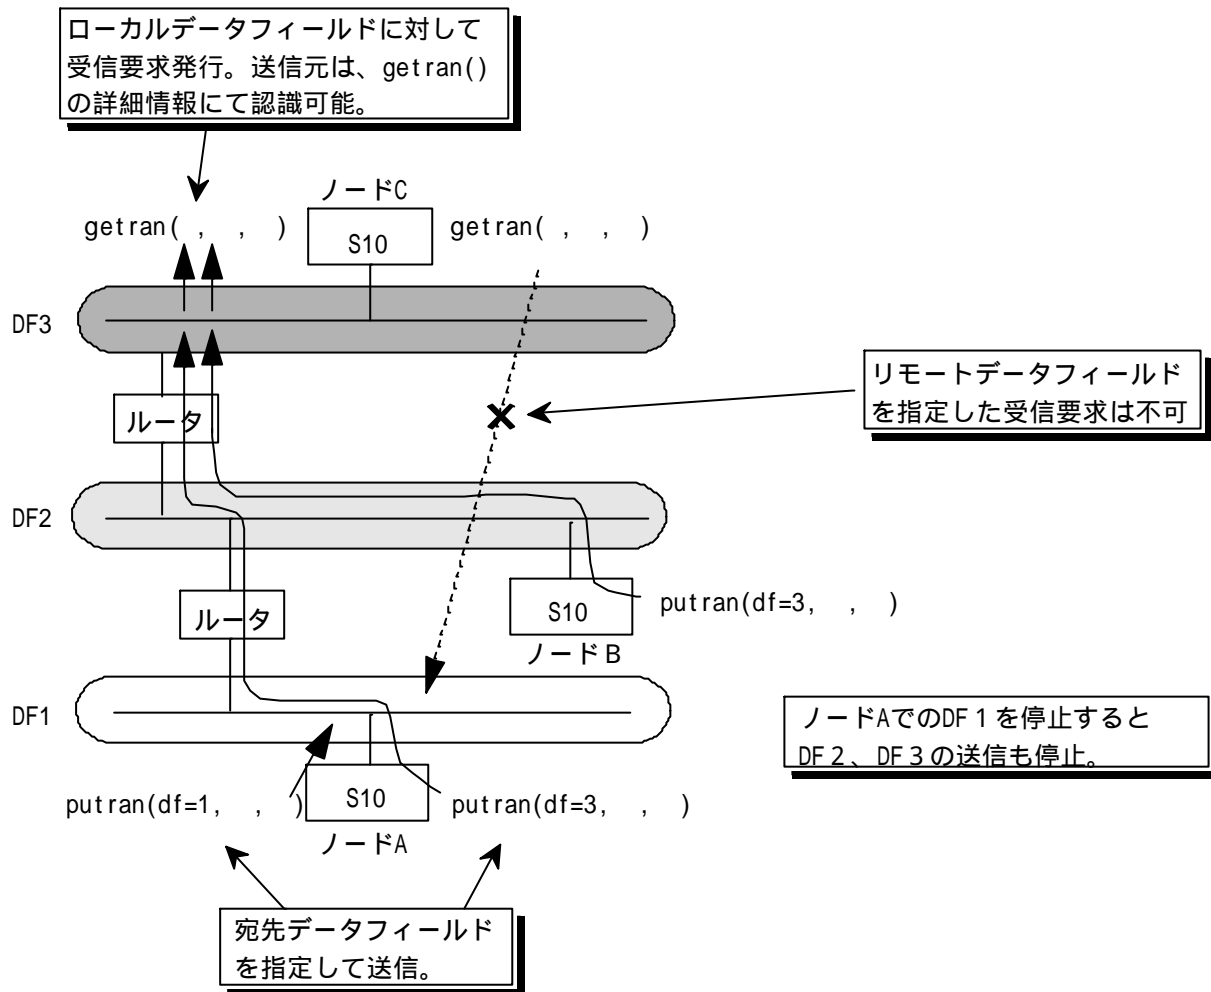 ローカルデータフィールドに対して
受信要求発行。送信元は、getran()
の詳細情報にて認識可能。
ノードC
getran( , , )
S10
getran( , , )
DF3
リモートデータフィールド
を指定した受信要求は不可
ルータ
DF2
S10
putran(df=3, , )
ルータ
ノードB
DF1
ノードAでのDF1を停止すると
DF2、DF3の送信も停止。
putran(df=1, , )
S10
putran(df=3, , )
ノードA
宛先データフィールド
を指定して送信。